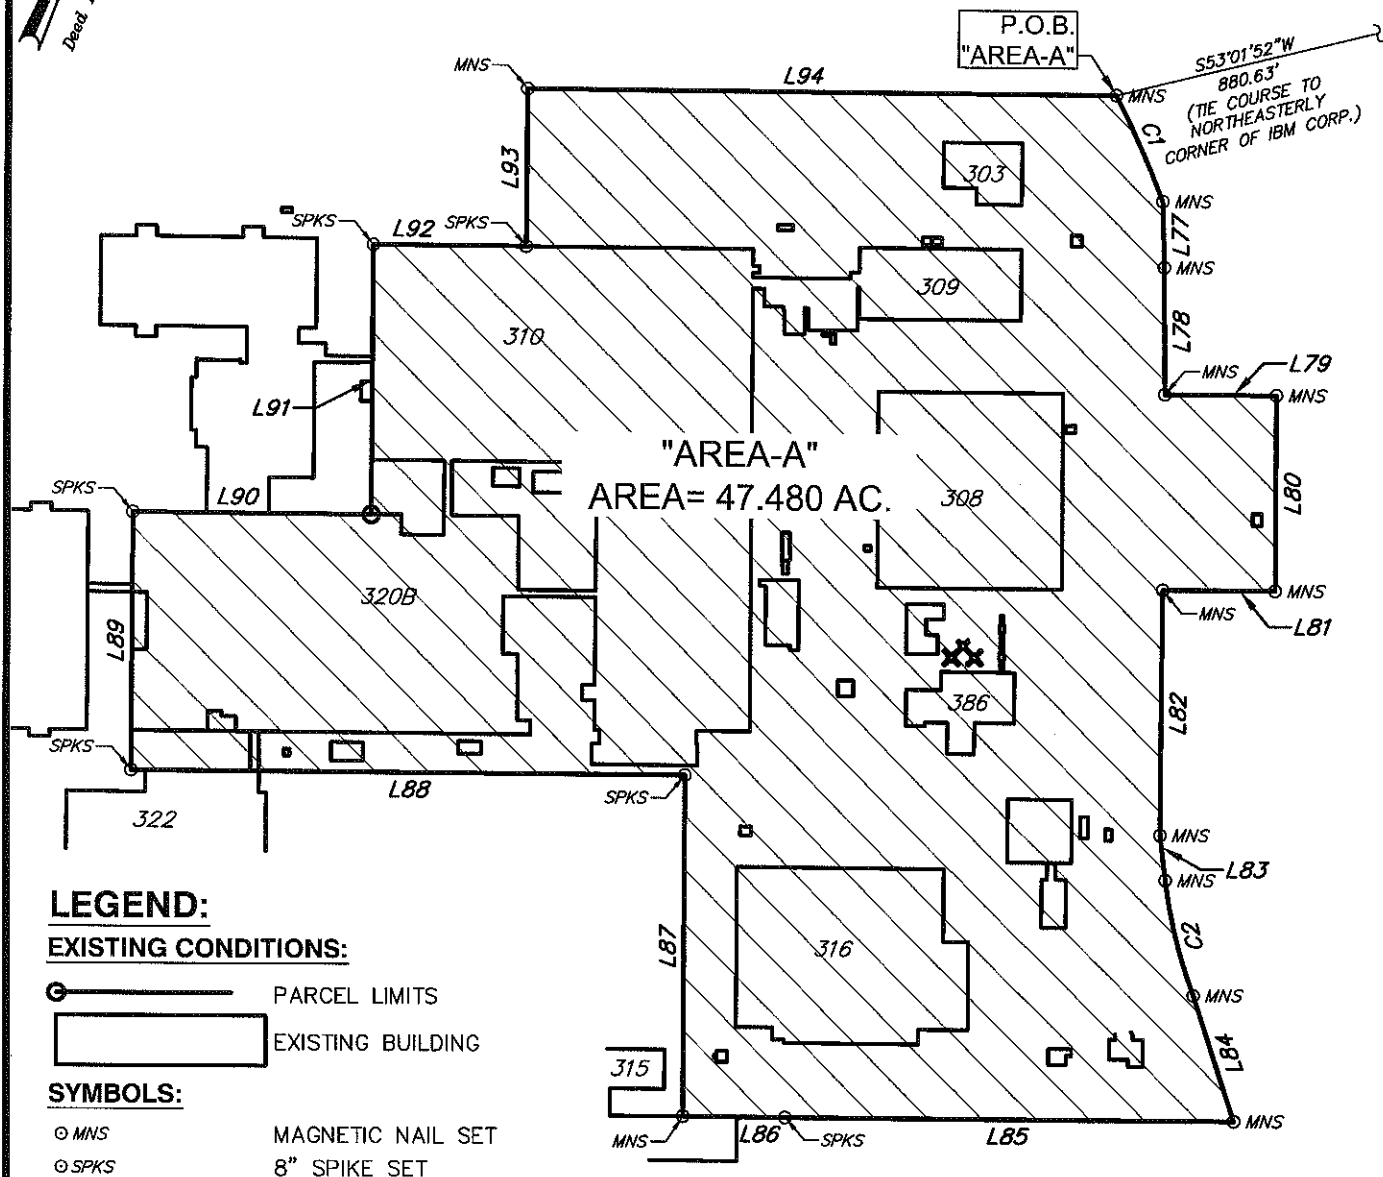 Deed
P.O.B.
"AREA-A"
S53°01'52"W
880.63'
(TIE COURSE TO
NORTHEASTERLY
CORNER OF IBM CORP.)
MNS
L94
MNS
C1
L93
303
MNS
L77
SPKS
L92
SPKS
MNS
309
L78
310
MNS
L79
MNS
L91
"AREA-A"
AREA= 47.480 AC.
308
L80
SPKS
L90
320B
MNS
MNS
L81
L89
386
L82
SPKS
L88
SPKS
322
MNS
L83
MNS
LEGEND:
EXISTING CONDITIONS:
L87
316
C2
PARCEL LIMITS
MNS
EXISTING BUILDING
315
L84
SYMBOLS:
MNS
MAGNETIC NAIL SET
MNS
L86
SPKS
L85
MNS
SPKS
8" SPIKE SET